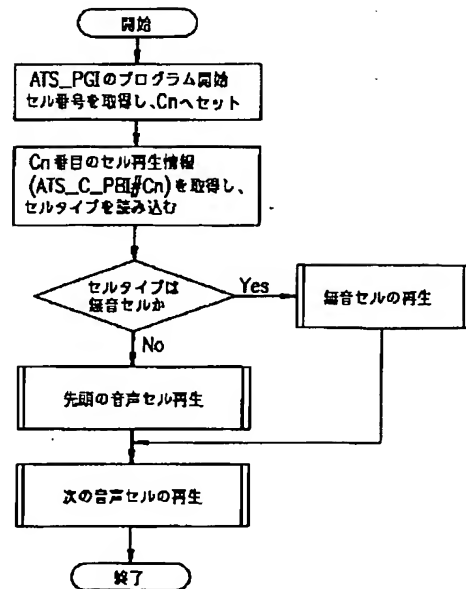 開始
ATS_PGIのプログラム開始
セル番号を取得し、Cnへセット
Cn番目のセル再生情報
(ATS_C_PBI#Cn)を取得し、
セルタイプを読み込む
セルタイプは
無音セルか
Yes
無音セルの再生
No
先頭の音声セル再生
次の音声セルの再生
終了